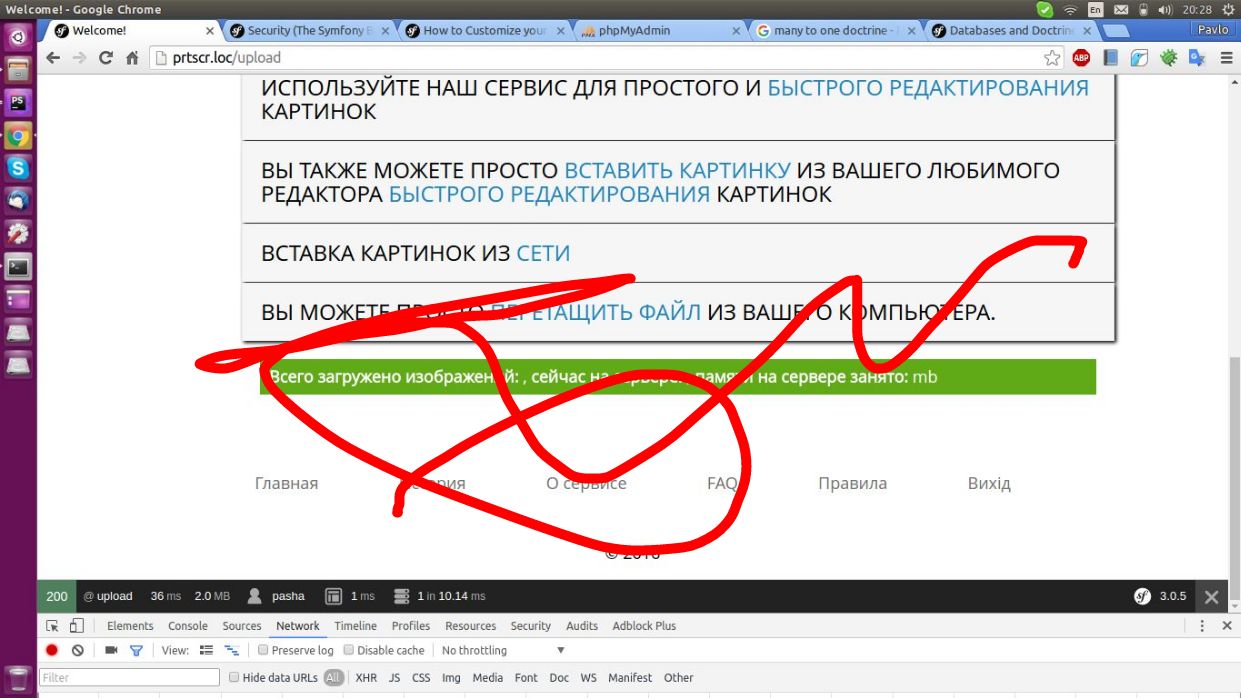 Welcome! - Google Chrome
En
20:28
Welcome!
Security (The Symfony B
How to Customize your
phpMyAdmin
many to one doctrine -
Databases and Doctrine
Pavlo
prtscr.loc/upload
ABP
ИСПОЛЬЗУЙТЕ НАШ СЕРВИС ДЛЯ ПРОСТОГО И БЫСТРОГО РЕДАКТИРОВАНИЯ
КАРТИНОК
ВЫ ТАКЖЕ МОЖЕТЕ ПРОСТО ВСТАВИТЬ КАРТИНКУ ИЗ ВАШЕГО ЛЮБИМОГО
РЕДАКТОРА БЫСТРОГО РЕДАКТИРОВАНИЯ КАРТИНОК
ВСТАВКА КАРТИНОК ИЗ СЕТИ
ВЫ МОЖЕТЕ ПРОСТО ПЕРЕТАЩИТЬ ФАЙЛ ИЗ ВАШЕГО КОМПЬЮТЕРА.
Всего загружено изображений: , сейчас на сервере: , памяти на сервере занято: mb
Главная
О сервисе
FAQ
Правила
Вихід
© 2016
200 @ upload 36 ms 2.0 MB pasha 1 ms 1 in 10.14 ms 3.0.5
Elements Console Sources Network Timeline Profiles Resources Security Audits Adblock Plus
View: Preserve log Disable cache No throttling
Filter Hide data URLs All XHR JS CSS Img Media Font Doc WS Manifest Other